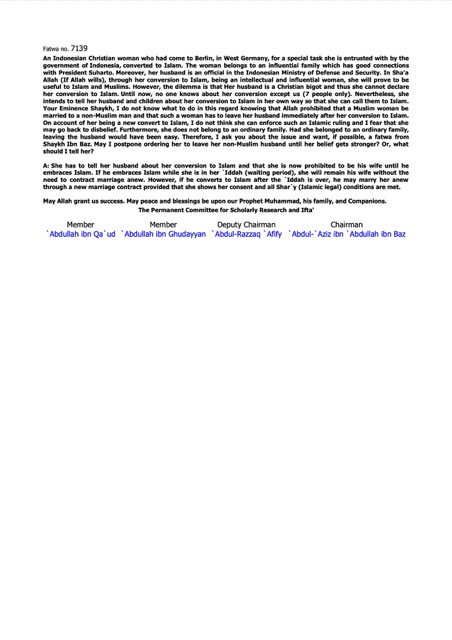 Fatwa no. 7139
An Indonesian Christian woman who had come to Berlin, in West Germany, for a special task she is entrusted with by the
government of Indonesia, converted to Islam. The woman belongs to an influential family which has good connections
with President Suharto. Moreover, her husband is an official in the Indonesian Ministry of Defense and Security. In Sha'a
Allah (If Allah wills), through her conversion to Islam, being an intellectual and influential woman, she will prove to be
useful to Islam and Muslims. However, the dilemma is that Her husband is a Christian bigot and thus she cannot declare
her conversion to Islam. Until now, no one knows about her conversion except us (7 people only). Nevertheless, she
intends to tell her husband and children about her conversion to Islam in her own way so that she can call them to Islam.
Your Eminence Shaykh, I do not know what to do in this regard knowing that Allah prohibited that a Muslim woman be
married to a non-Muslim man and that such a woman has to leave her husband immediately after her conversion to Islam.
On account of her being a new convert to Islam, I do not think she can enforce such an Islamic ruling and I fear that she
may go back to disbelief. Furthermore, she does not belong to an ordinary family. Had she belonged to an ordinary family,
leaving the husband would have been easy. Therefore, I ask you about the issue and want, if possible, a fatwa from
Shaykh Ibn Baz. May I postpone ordering her to leave her non-Muslim husband until her belief gets stronger? Or, what
should I tell her?
A: She has to tell her husband about her conversion to Islam and that she is now prohibited to be his wife until he
embraces Islam. If he embraces Islam while she is in her `Iddah (waiting period), she will remain his wife without the
need to contract marriage anew. However, if he converts to Islam after the `Iddah is over, he may marry her anew
through a new marriage contract provided that she shows her consent and all Shar`y (Islamic legal) conditions are met.
May Allah grant us success. May peace and blessings be upon our Prophet Muhammad, his family, and Companions.
The Permanent Committee for Scholarly Research and Ifta'
Member Member Deputy Chairman Chairman
`Abdullah ibn Qa`ud `Abdullah ibn Ghudayyan `Abdul-Razzaq `Afify `Abdul-`Aziz ibn `Abdullah ibn Baz